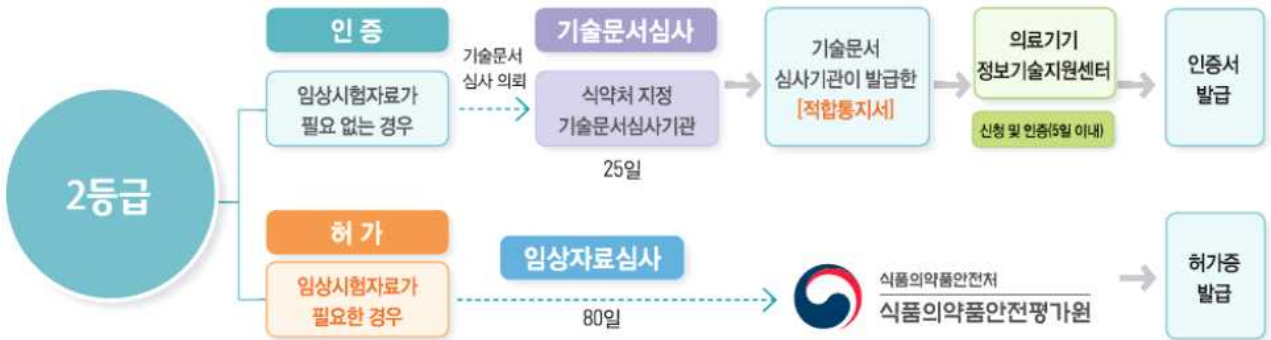 2등급
인 증
임상시험자료가
필요 없는 경우
기술문서
심사 의뢰
기술문서심사
식약처 지정
기술문서심사기관
25일
기술문서
심사기관이 발급한
[적합통지서]
의료기기
정보기술지원센터
신청 및 인증(5일 이내)
인증서
발급
허 가
임상시험자료가
필요한 경우
임상자료심사
80일
식품의약품안전처
식품의약품안전평가원
허가증
발급